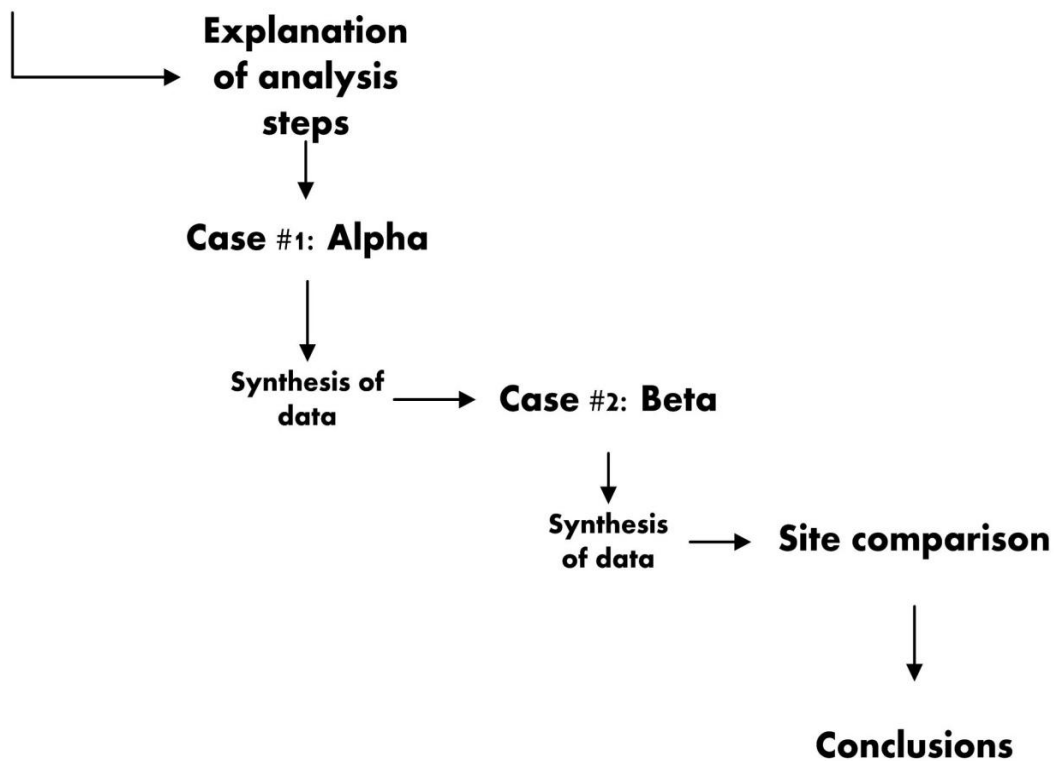 Explanation
of analysis
steps
Case #1: Alpha
Synthesis of
data
Case #2: Beta
Synthesis
of data
Site comparison
Conclusions